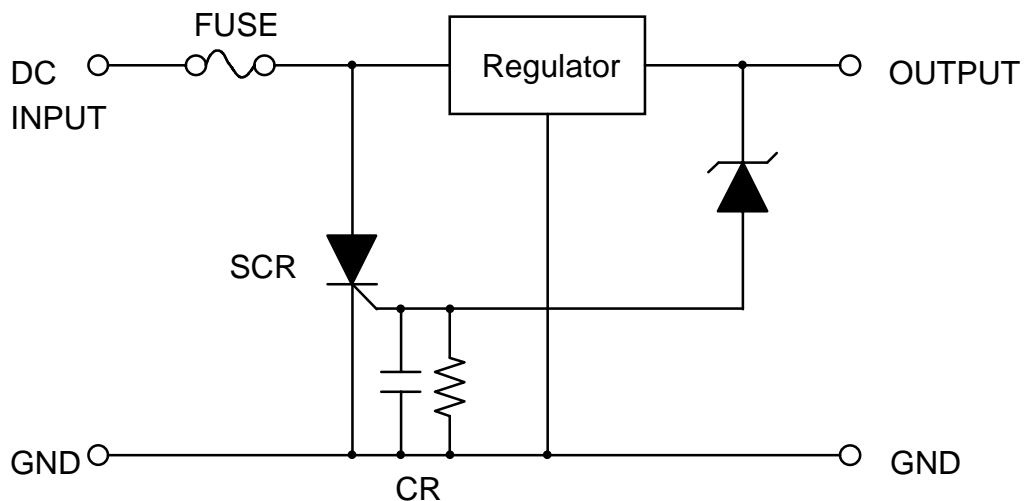 FUSE
DC
INPUT
Regulator
OUTPUT
SCR
GND
GND
CR